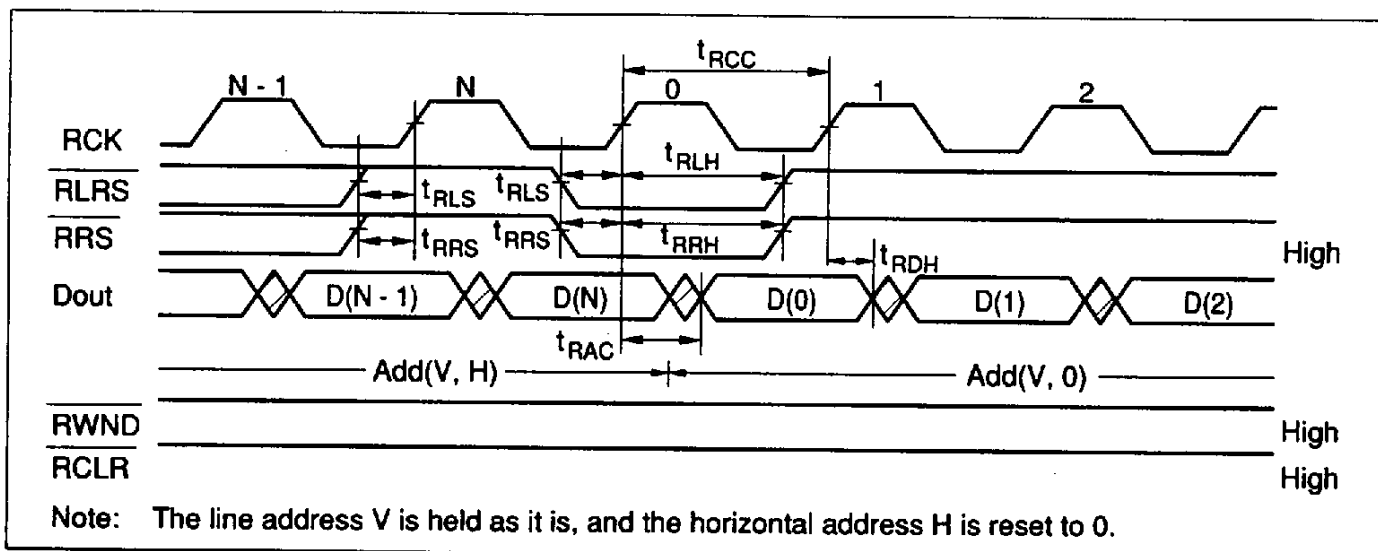 tRCC
N - 1 N 0 1 2
RCK
tRLH
RLRS tRLS tRLS
RRS tRRS tRRS tRRH High
tRDH
Dout D(N - 1) D(N) D(0) D(1) D(2)
tRAC
Add(V, H) Add(V, 0)
RWND High
RCLR High
Note: The line address V is held as it is, and the horizontal address H is reset to 0.